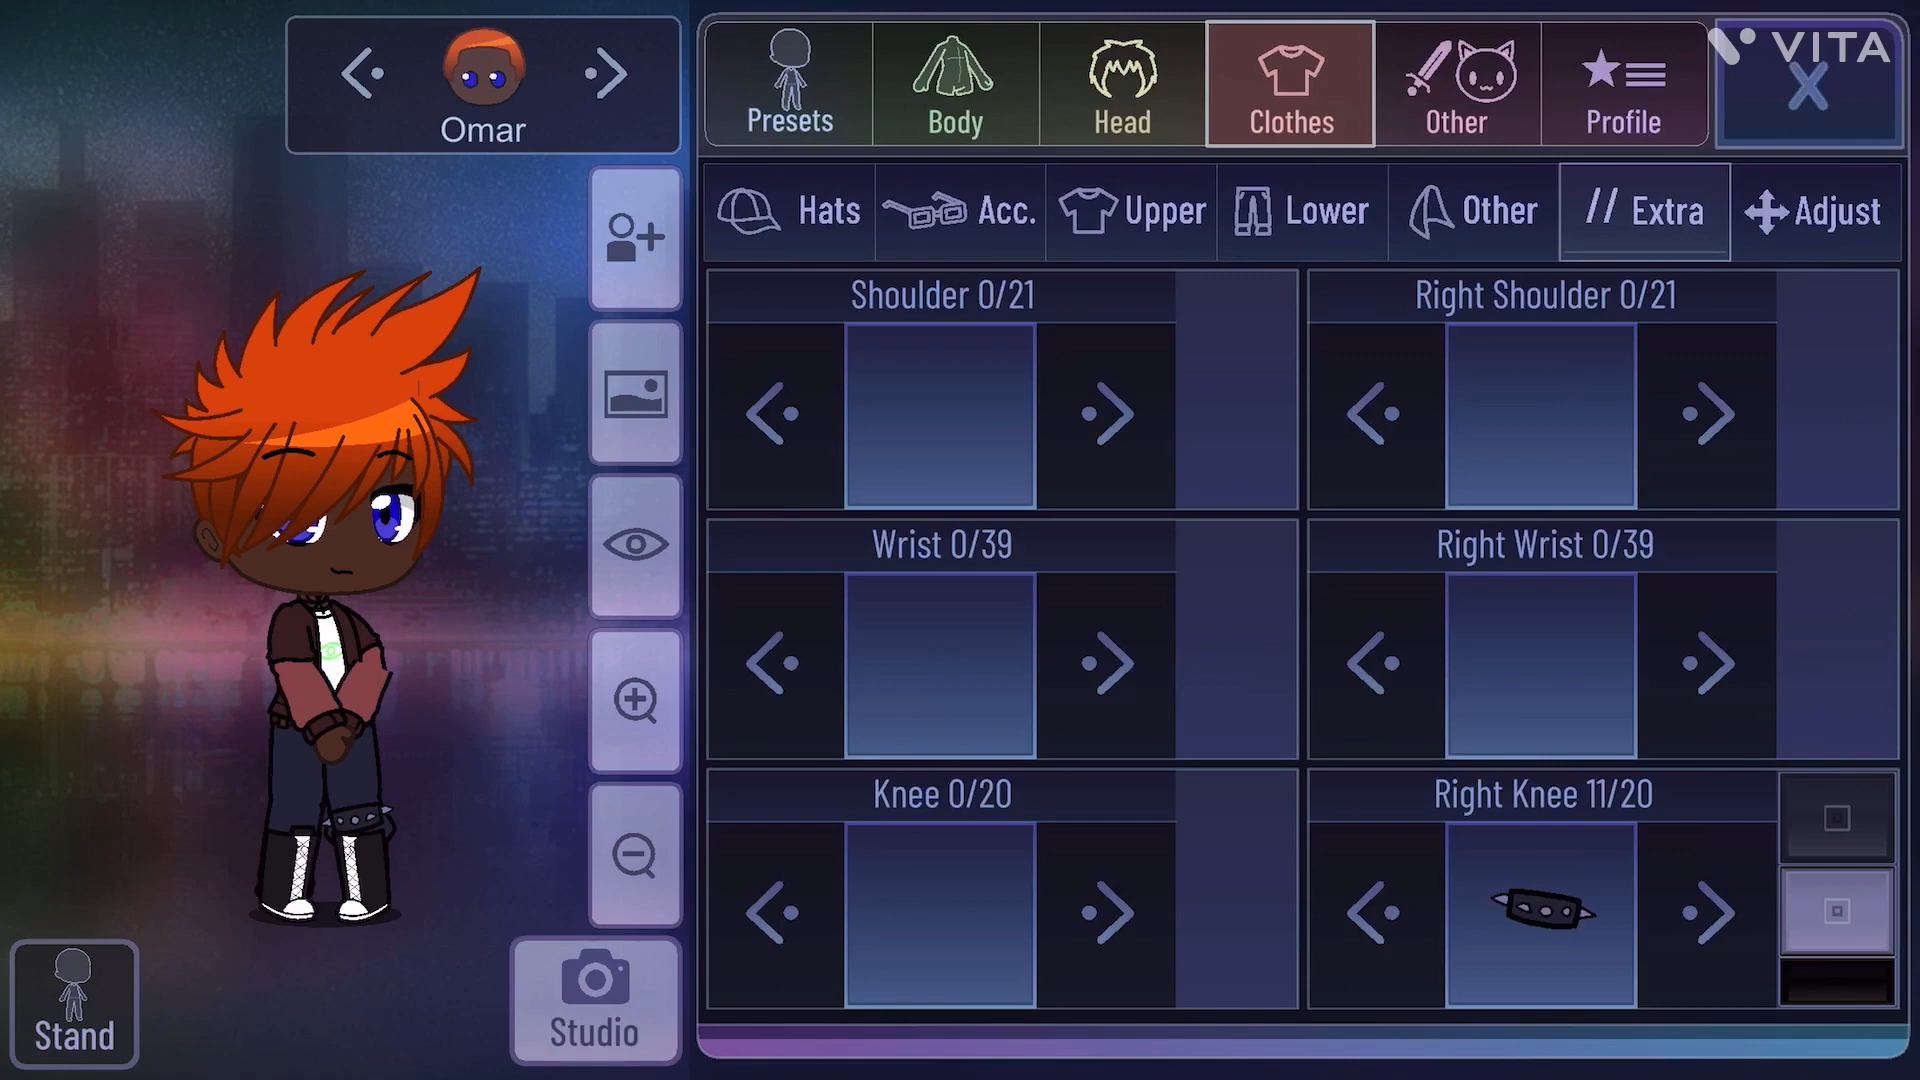 Omar
Presets
Body
Head
Clothes
Other
Profile
X
VITA
Hats
Acc.
Upper
Lower
Other
Extra
Adjust
Shoulder 0/21
Right Shoulder 0/21
Wrist 0/39
Right Wrist 0/39
Knee 0/20
Right Knee 11/20
Stand
Studio